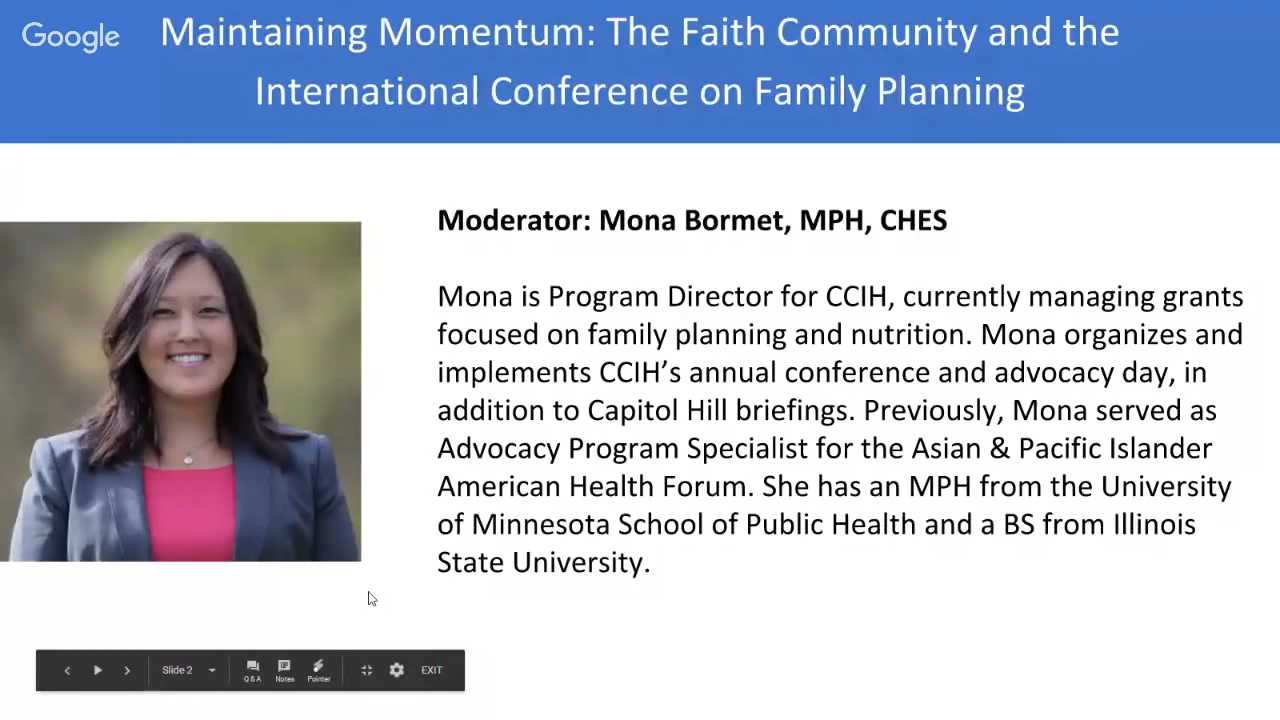 Google
Maintaining Momentum: The Faith Community and the
International Conference on Family Planning
Moderator: Mona Bormet, MPH, CHES
Mona is Program Director for CCIH, currently managing grants
focused on family planning and nutrition. Mona organizes and
implements CCIH’s annual conference and advocacy day, in
addition to Capitol Hill briefings. Previously, Mona served as
Advocacy Program Specialist for the Asian & Pacific Islander
American Health Forum. She has an MPH from the University
of Minnesota School of Public Health and a BS from Illinois
State University.
Slide 2
Q & A
Notes
Pointer
EXIT